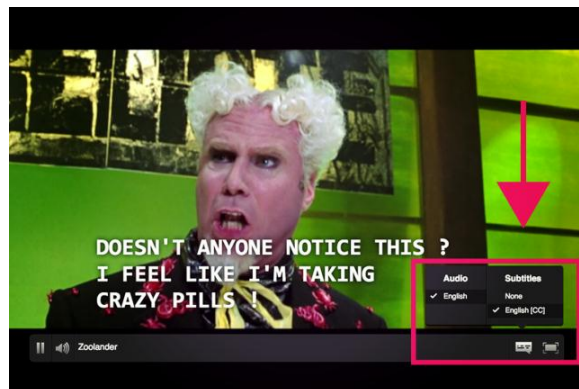 DOESN'T ANYONE NOTICE THIS ?
I FEEL LIKE I'M TAKING
CRAZY PILLS !
Audio
✓ English
Subtitles
None
✓ English [CC]
Zoolander